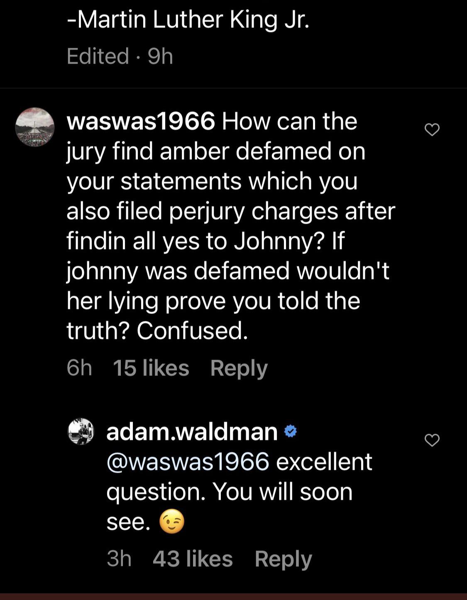 -Martin Luther King Jr.
Edited · 9h
waswas1966 How can the
jury find amber defamed on
your statements which you
also filed perjury charges after
findin all yes to Johnny? If
johnny was defamed wouldn't
her lying prove you told the
truth? Confused.
6h 15 likes Reply
adam.waldman
@waswas1966 excellent
question. You will soon
see. 😉
3h 43 likes Reply